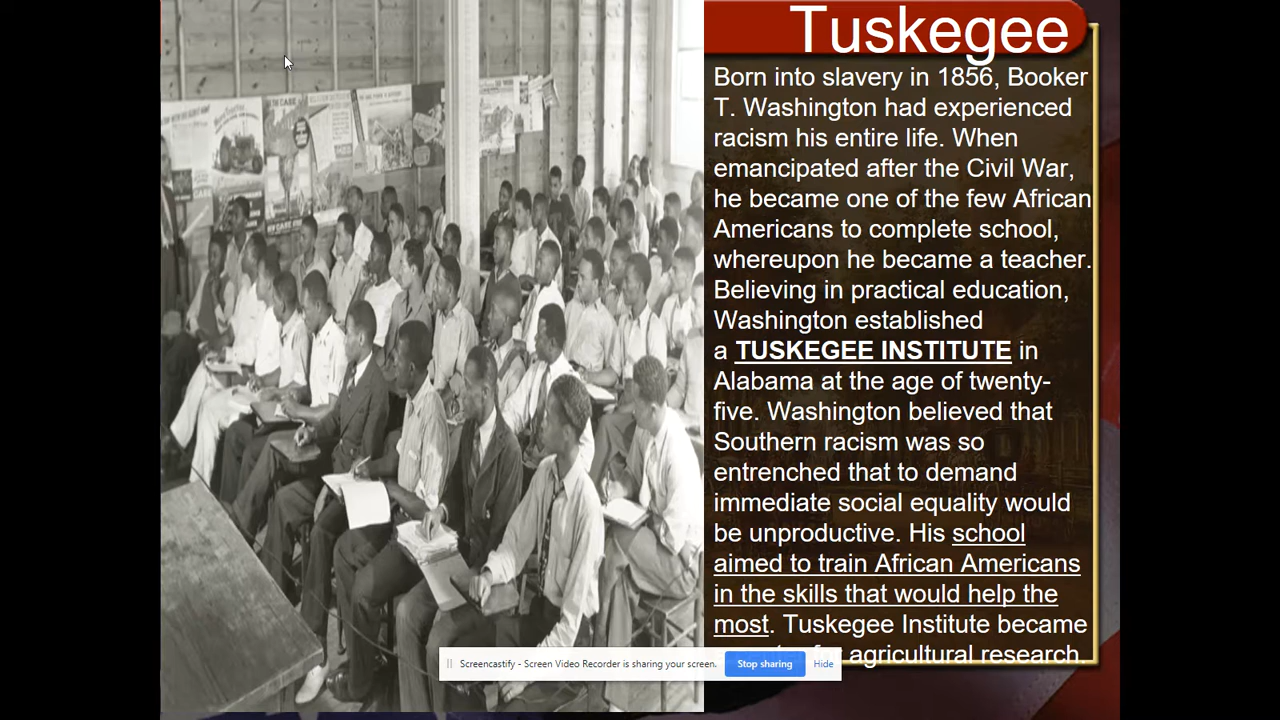 Tuskegee
Born into slavery in 1856, Booker
T. Washington had experienced
racism his entire life. When
emancipated after the Civil War,
he became one of the few African
Americans to complete school,
whereupon he became a teacher.
Believing in practical education,
Washington established
a TUSKEGEE INSTITUTE in
Alabama at the age of twenty-
five. Washington believed that
Southern racism was so
entrenched that to demand
immediate social equality would
be unproductive. His school
aimed to train African Americans
in the skills that would help the
most. Tuskegee Institute became
agricultural research.
Screencastify - Screen Video Recorder is sharing your screen. Stop sharing Hide